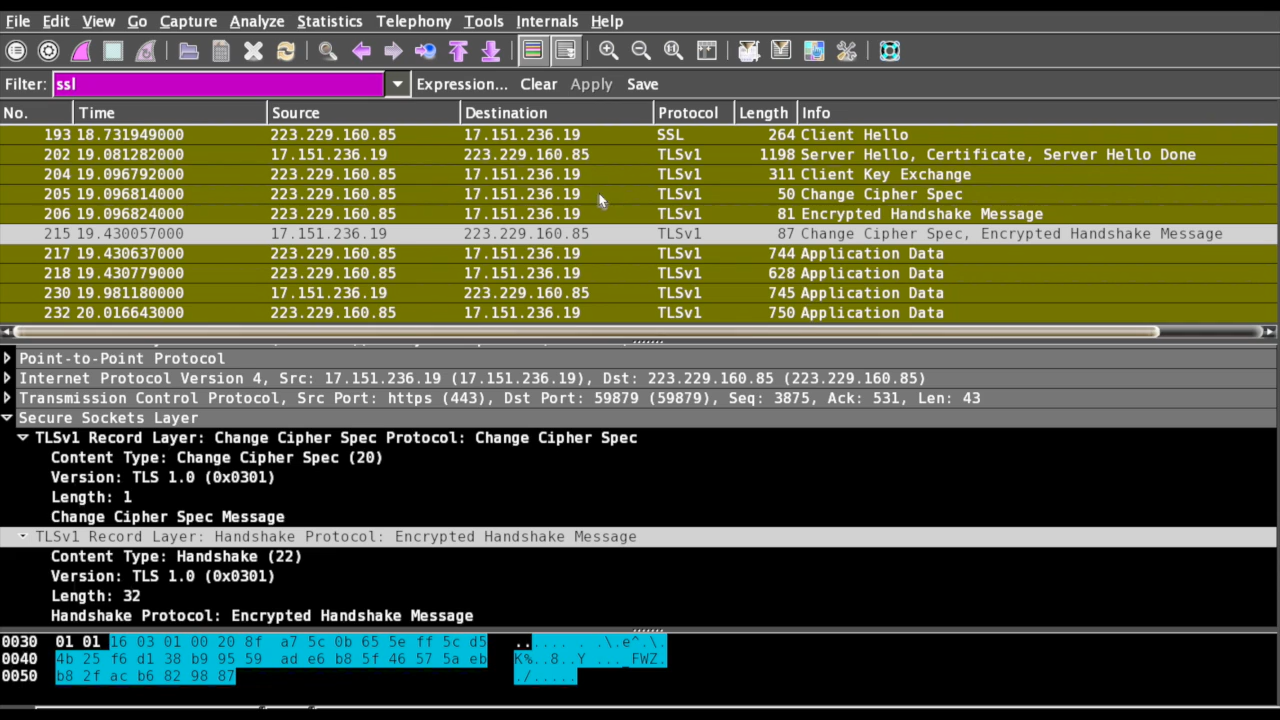 File Edit View Go Capture Analyze Statistics Telephony Tools Internals Help
Filter: ssl Expression... Clear Apply Save
No. Time Source Destination Protocol Length Info
193 18.731949000 223.229.160.85 17.151.236.19 SSL 264 Client Hello
202 19.081282000 17.151.236.19 223.229.160.85 TLSv1 1198 Server Hello, Certificate, Server Hello Done
204 19.096792000 223.229.160.85 17.151.236.19 TLSv1 311 Client Key Exchange
205 19.096814000 223.229.160.85 17.151.236.19 TLSv1 50 Change Cipher Spec
206 19.096824000 223.229.160.85 17.151.236.19 TLSv1 81 Encrypted Handshake Message
215 19.430057000 17.151.236.19 223.229.160.85 TLSv1 87 Change Cipher Spec, Encrypted Handshake Message
217 19.430637000 223.229.160.85 17.151.236.19 TLSv1 744 Application Data
218 19.430779000 223.229.160.85 17.151.236.19 TLSv1 628 Application Data
230 19.981180000 17.151.236.19 223.229.160.85 TLSv1 745 Application Data
232 20.016643000 223.229.160.85 17.151.236.19 TLSv1 750 Application Data
Point-to-Point Protocol
Internet Protocol Version 4, Src: 17.151.236.19 (17.151.236.19), Dst: 223.229.160.85 (223.229.160.85)
Transmission Control Protocol, Src Port: https (443), Dst Port: 59879 (59879), Seq: 3875, Ack: 531, Len: 43
Secure Sockets Layer
TLSv1 Record Layer: Change Cipher Spec Protocol: Change Cipher Spec
Content Type: Change Cipher Spec (20)
Version: TLS 1.0 (0x0301)
Length: 1
Change Cipher Spec Message
TLSv1 Record Layer: Handshake Protocol: Encrypted Handshake Message
Content Type: Handshake (22)
Version: TLS 1.0 (0x0301)
Length: 32
Handshake Protocol: Encrypted Handshake Message
0030 01 01 16 03 01 00 20 8f a7 5c 0b 65 5e ff 5c d5 ...... . .\.e^.\.
0040 4b 25 f6 d1 38 b9 95 59 ad e6 b8 5f 46 57 5a eb K%..8..Y ..._FWZ.
0050 b8 2f ac b6 82 98 87 ./.....